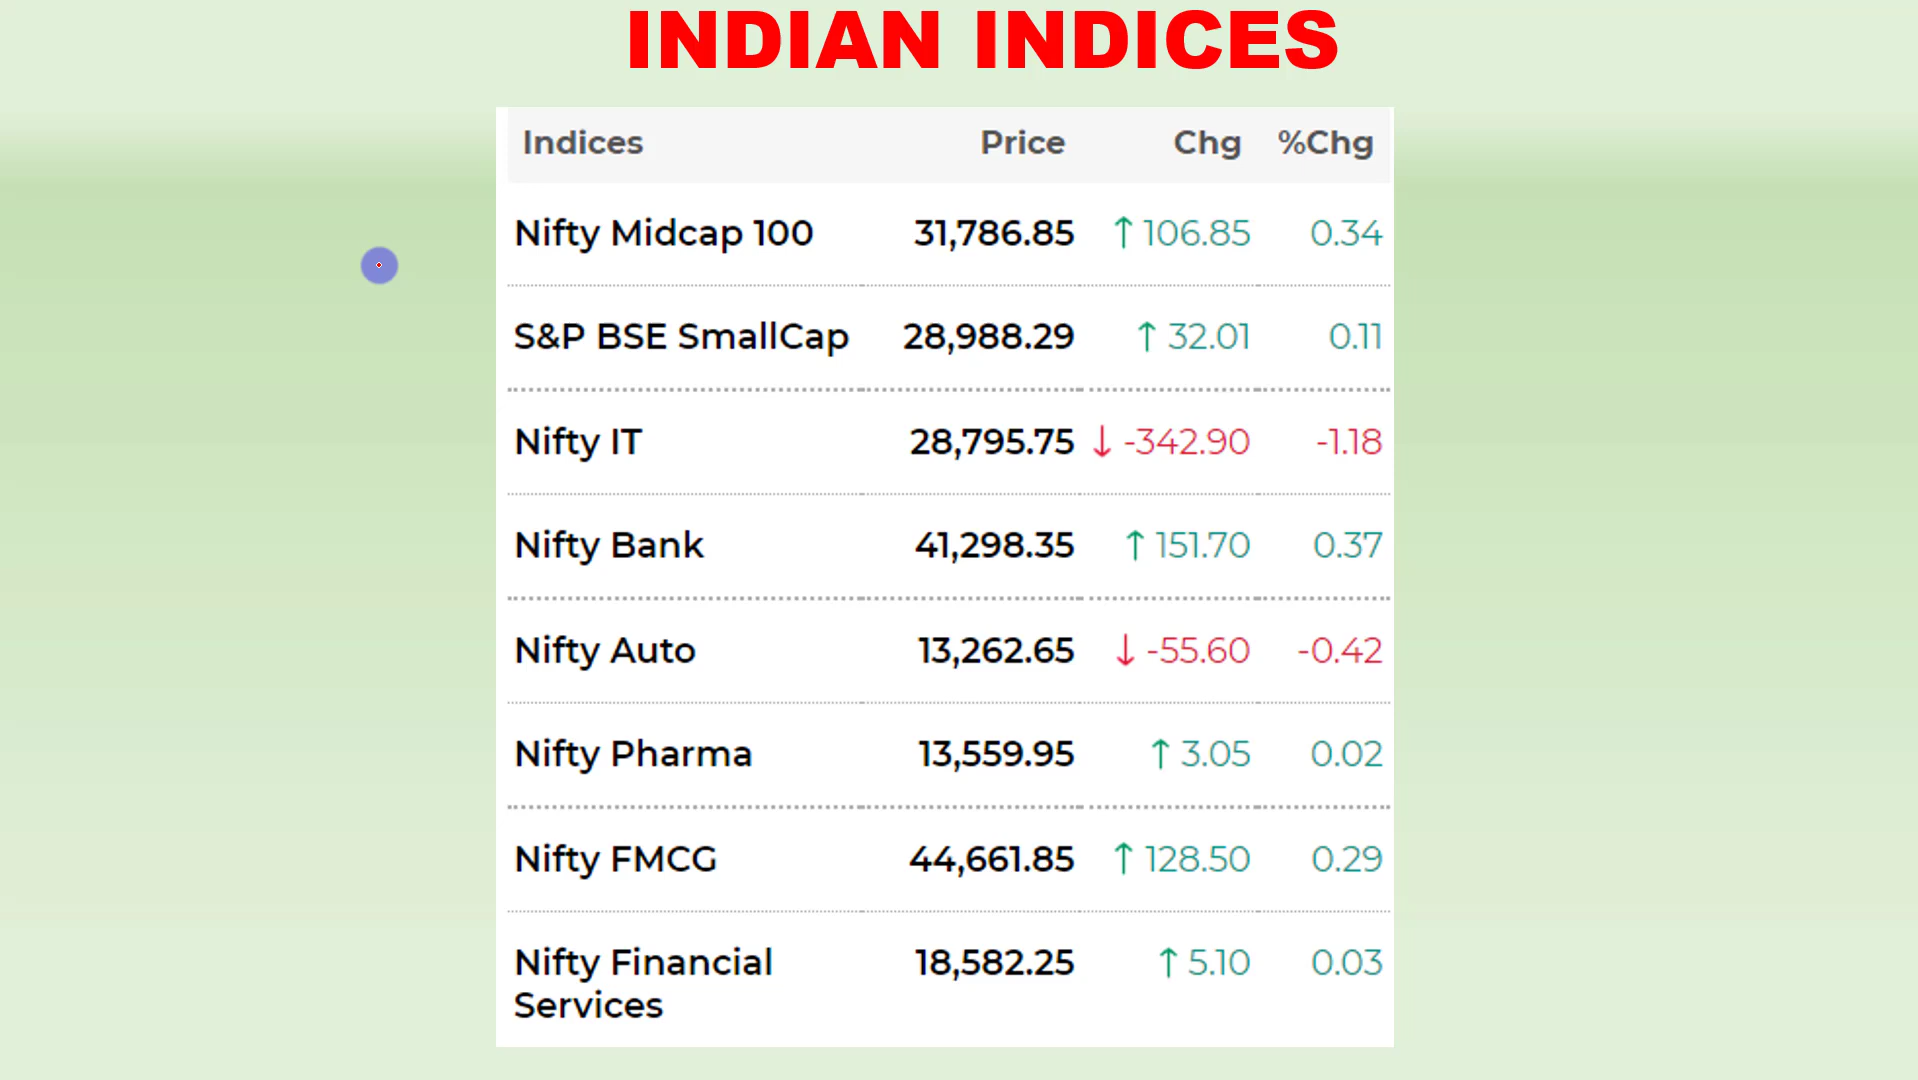 INDIAN INDICES
Indices Price Chg %Chg
Nifty Midcap 100 31,786.85 ↑ 106.85 0.34
S&P BSE SmallCap 28,988.29 ↑ 32.01 0.11
Nifty IT 28,795.75 ↓ -342.90 -1.18
Nifty Bank 41,298.35 ↑ 151.70 0.37
Nifty Auto 13,262.65 ↓ -55.60 -0.42
Nifty Pharma 13,559.95 ↑ 3.05 0.02
Nifty FMCG 44,661.85 ↑ 128.50 0.29
Nifty Financial 18,582.25 ↑ 5.10 0.03
Services